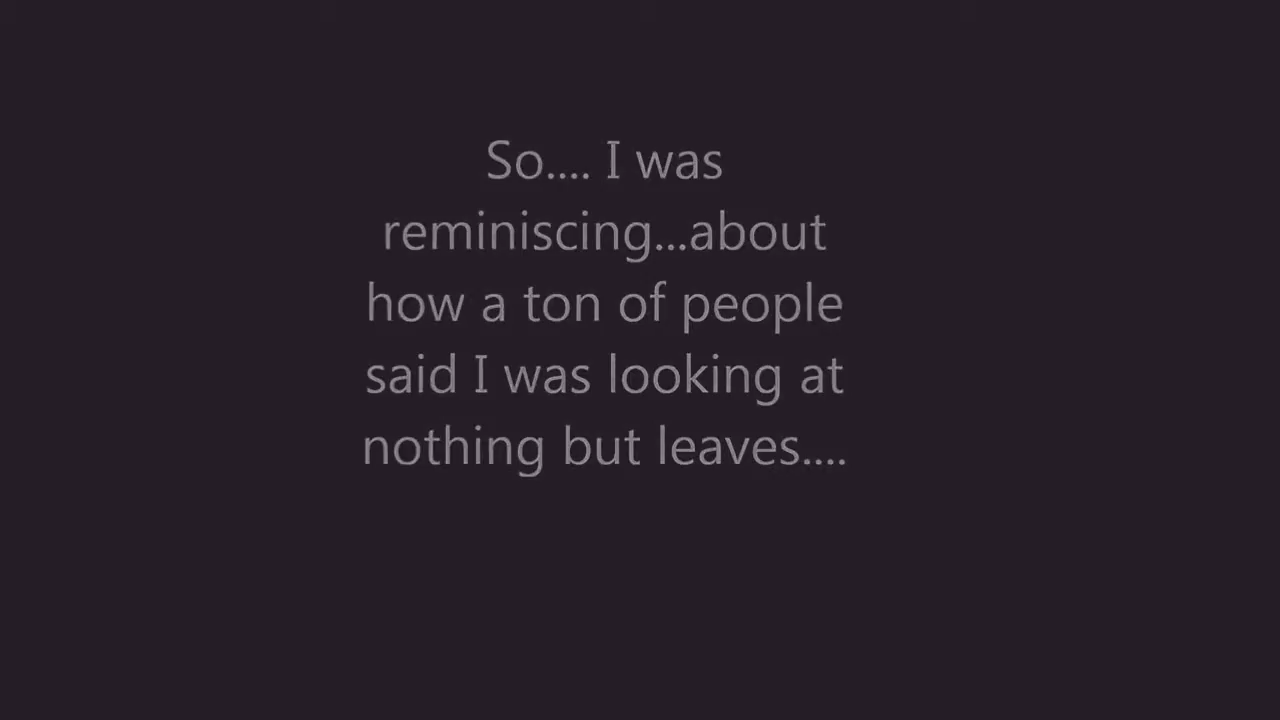 So.... I was
reminiscing...about
how a ton of people
said I was looking at
nothing but leaves....